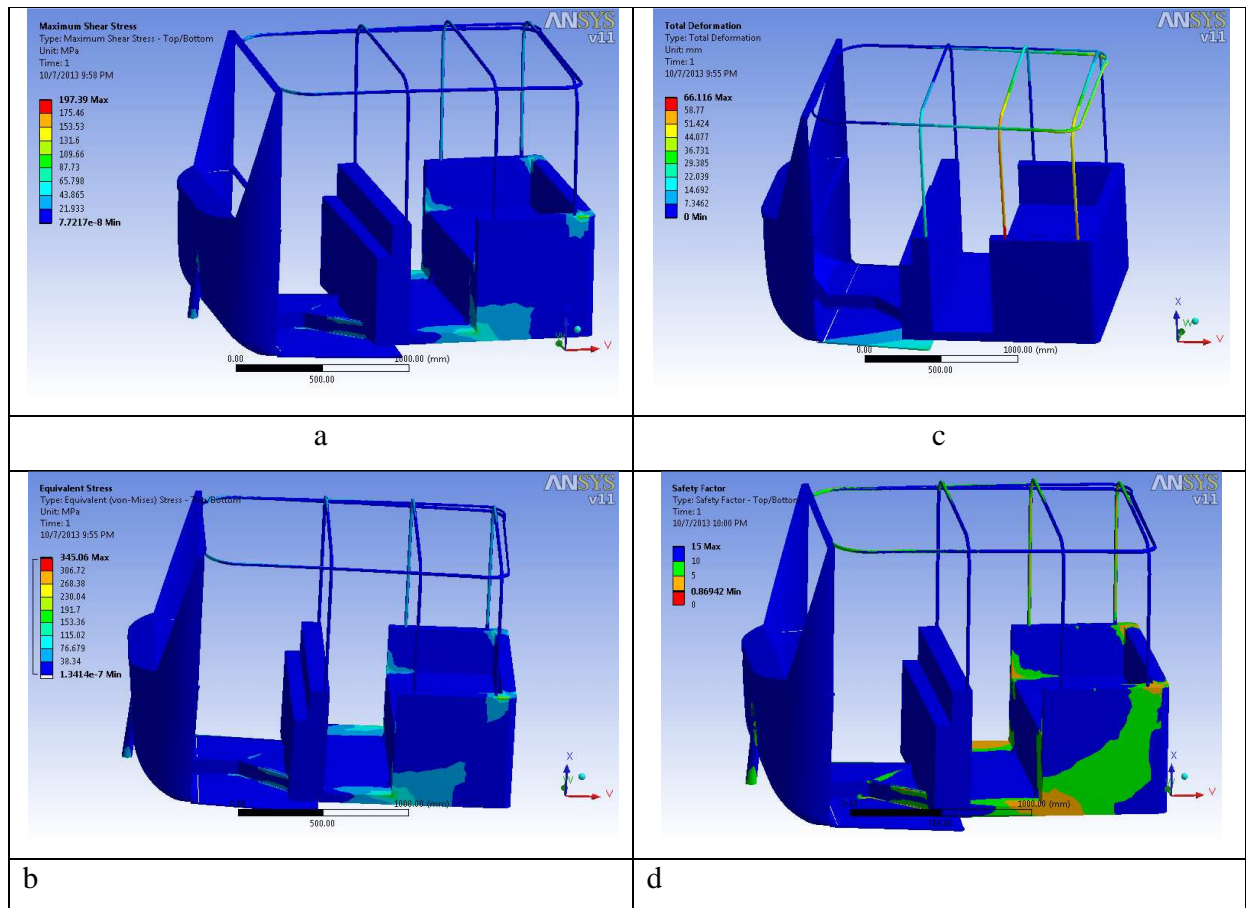 Maximum Shear Stress
Type: Maximum Shear Stress - Top/Bottom
Unit: MPa
Time: 1
10/7/2013 9:58 PM
197.39 Max
175.46
153.53
131.6
109.66
87.73
65.798
43.865
21.933
7.7217e-8 Min
ANSYS
v11
0.00
1000.00 (mm)
500.00
Y
a
Total Deformation
Type: Total Deformation
Unit: mm
Time: 1
10/7/2013 9:55 PM
66.116 Max
58.77
51.424
44.077
36.731
29.385
22.039
14.692
7.3462
0 Min
ANSYS
v11
0.00
1000.00 (mm)
500.00
X
Y
c
Equivalent Stress
Type: Equivalent (von-Mises) Stress - Top/Bottom
Unit: MPa
Time: 1
10/7/2013 9:55 PM
345.06 Max
306.72
268.38
230.04
191.7
153.36
115.02
76.679
38.34
1.3414e-7 Min
ANSYS
v11
1000.00 (mm)
500.00
X
Y
b
Safety Factor
Type: Safety Factor - Top/Bottom
Time: 1
10/7/2013 10:00 PM
15 Max
10
5
0.86942 Min
0
ANSYS
v11
1000.00 (mm)
X
Y
d